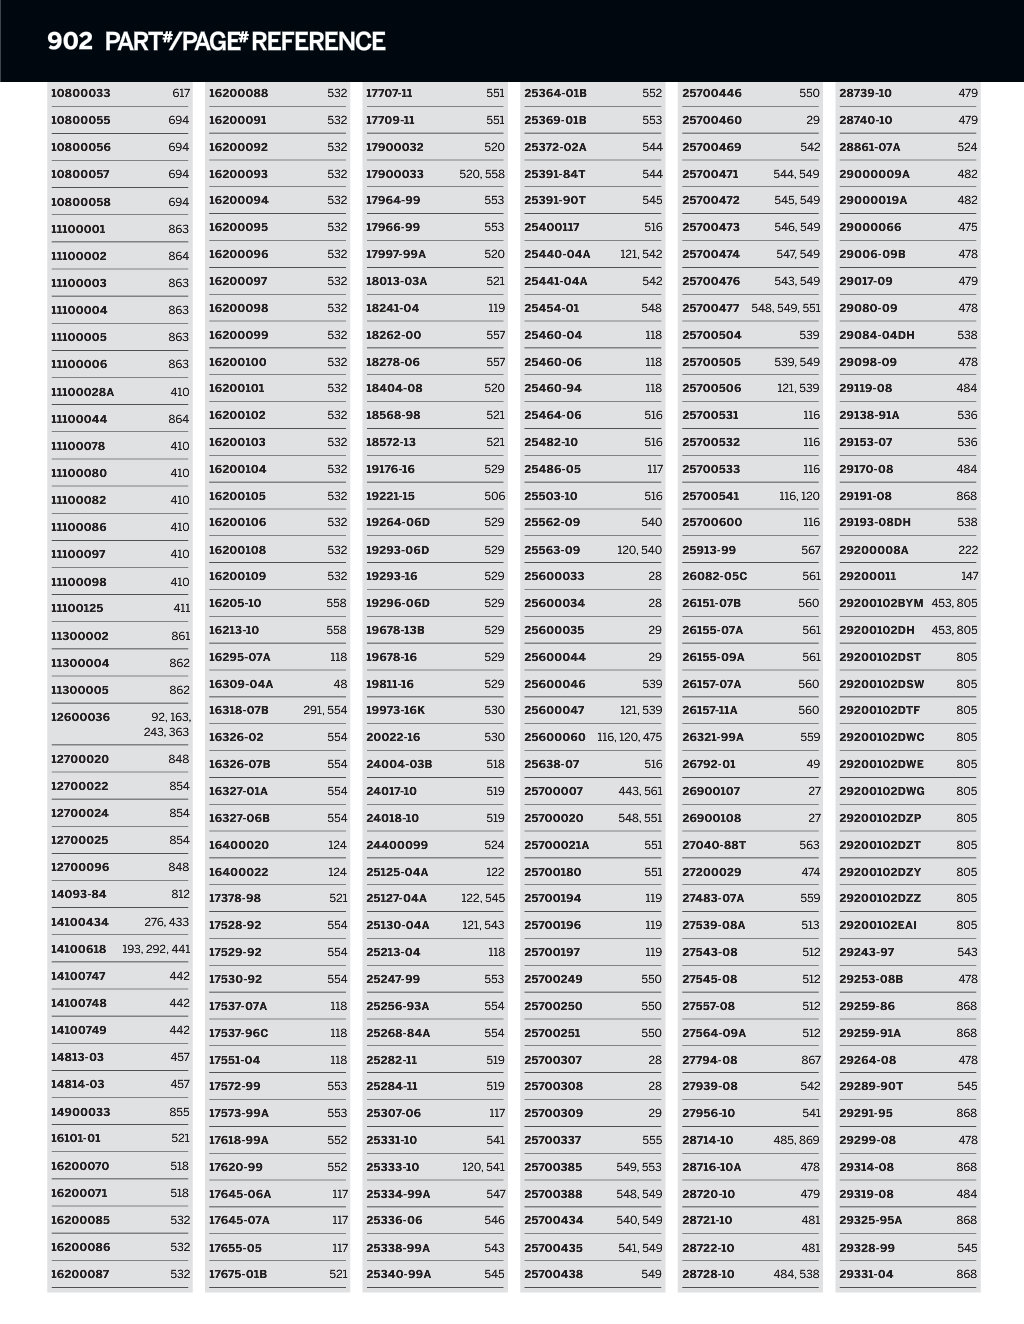 902 PART#/PAGE# REFERENCE
10800033 617
10800055 694
10800056 694
10800057 694
10800058 694
11100001 863
11100002 864
11100003 863
11100004 863
11100005 863
11100006 863
11100028A 410
11100044 864
11100078 410
11100080 410
11100082 410
11100086 410
11100097 410
11100098 410
11100125 411
11300002 861
11300004 862
11300005 862
12600036 92, 163,
243, 363
12700020 848
12700022 854
12700024 854
12700025 854
12700096 848
14093-84 812
14100434 276, 433
14100618 193, 292, 441
14100747 442
14100748 442
14100749 442
14813-03 457
14814-03 457
14900033 855
16101-01 521
16200070 518
16200071 518
16200085 532
16200086 532
16200087 532
16200088 532
16200091 532
16200092 532
16200093 532
16200094 532
16200095 532
16200096 532
16200097 532
16200098 532
16200099 532
16200100 532
16200101 532
16200102 532
16200103 532
16200104 532
16200105 532
16200106 532
16200108 532
16200109 532
16205-10 558
16213-10 558
16295-07A 118
16309-04A 48
16318-07B 291, 554
16326-02 554
16326-07B 554
16327-01A 554
16327-06B 554
16400020 124
16400022 124
17378-98 521
17528-92 554
17529-92 554
17530-92 554
17537-07A 118
17537-96C 118
17551-04 118
17572-99 553
17573-99A 553
17618-99A 552
17620-99 552
17645-06A 117
17645-07A 117
17655-05 117
17675-01B 521
17707-11 551
17709-11 551
17900032 520
17900033 520, 558
17964-99 553
17966-99 553
17997-99A 520
18013-03A 521
18241-04 119
18262-00 557
18278-06 557
18404-08 520
18568-98 521
18572-13 521
19176-16 529
19221-15 506
19264-06D 529
19293-06D 529
19293-16 529
19296-06D 529
19678-13B 529
19678-16 529
19811-16 529
19973-16K 530
20022-16 530
24004-03B 518
24017-10 519
24018-10 519
24400099 524
25125-04A 122
25127-04A 122, 545
25130-04A 121, 543
25213-04 118
25247-99 553
25256-93A 554
25268-84A 554
25282-11 519
25284-11 519
25307-06 117
25331-10 541
25333-10 120, 541
25334-99A 547
25336-06 546
25338-99A 543
25340-99A 545
25364-01B 552
25369-01B 553
25372-02A 544
25391-84T 544
25391-90T 545
25400117 516
25440-04A 121, 542
25441-04A 542
25454-01 548
25460-04 118
25460-06 118
25460-94 118
25464-06 516
25482-10 516
25486-05 117
25503-10 516
25562-09 540
25563-09 120, 540
25600033 28
25600034 28
25600035 29
25600044 29
25600046 539
25600047 121, 539
25600060 116, 120, 475
25638-07 516
25700007 443, 561
25700020 548, 551
25700021A 551
25700180 551
25700194 119
25700196 119
25700197 119
25700249 550
25700250 550
25700251 550
25700307 28
25700308 28
25700309 29
25700337 555
25700385 549, 553
25700388 548, 549
25700434 540, 549
25700435 541, 549
25700438 549
25700446 550
25700460 29
25700469 542
25700471 544, 549
25700472 545, 549
25700473 546, 549
25700474 547, 549
25700476 543, 549
25700477 548, 549, 551
25700504 539
25700505 539, 549
25700506 121, 539
25700531 116
25700532 116
25700533 116
25700541 116, 120
25700600 116
25913-99 567
26082-05C 561
26151-07B 560
26155-07A 561
26155-09A 561
26157-07A 560
26157-11A 560
26321-99A 559
26792-01 49
26900107 27
26900108 27
27040-88T 563
27200029 474
27483-07A 559
27539-08A 513
27543-08 512
27545-08 512
27557-08 512
27564-09A 512
27794-08 867
27939-08 542
27956-10 541
28714-10 485, 869
28716-10A 478
28720-10 479
28721-10 481
28722-10 481
28728-10 484, 538
28739-10 479
28740-10 479
28861-07A 524
29000009A 482
29000019A 482
29000066 475
29006-09B 478
29017-09 479
29080-09 478
29084-04DH 538
29098-09 478
29119-08 484
29138-91A 536
29153-07 536
29170-08 484
29191-08 868
29193-08DH 538
29200008A 222
29200011 147
29200102BYM 453, 805
29200102DH 453, 805
29200102DST 805
29200102DSW 805
29200102DTF 805
29200102DWC 805
29200102DWE 805
29200102DWG 805
29200102DZP 805
29200102DZT 805
29200102DZY 805
29200102DZZ 805
29200102EAI 805
29243-97 543
29253-08B 478
29259-86 868
29259-91A 868
29264-08 478
29289-90T 545
29291-95 868
29299-08 478
29314-08 868
29319-08 484
29325-95A 868
29328-99 545
29331-04 868